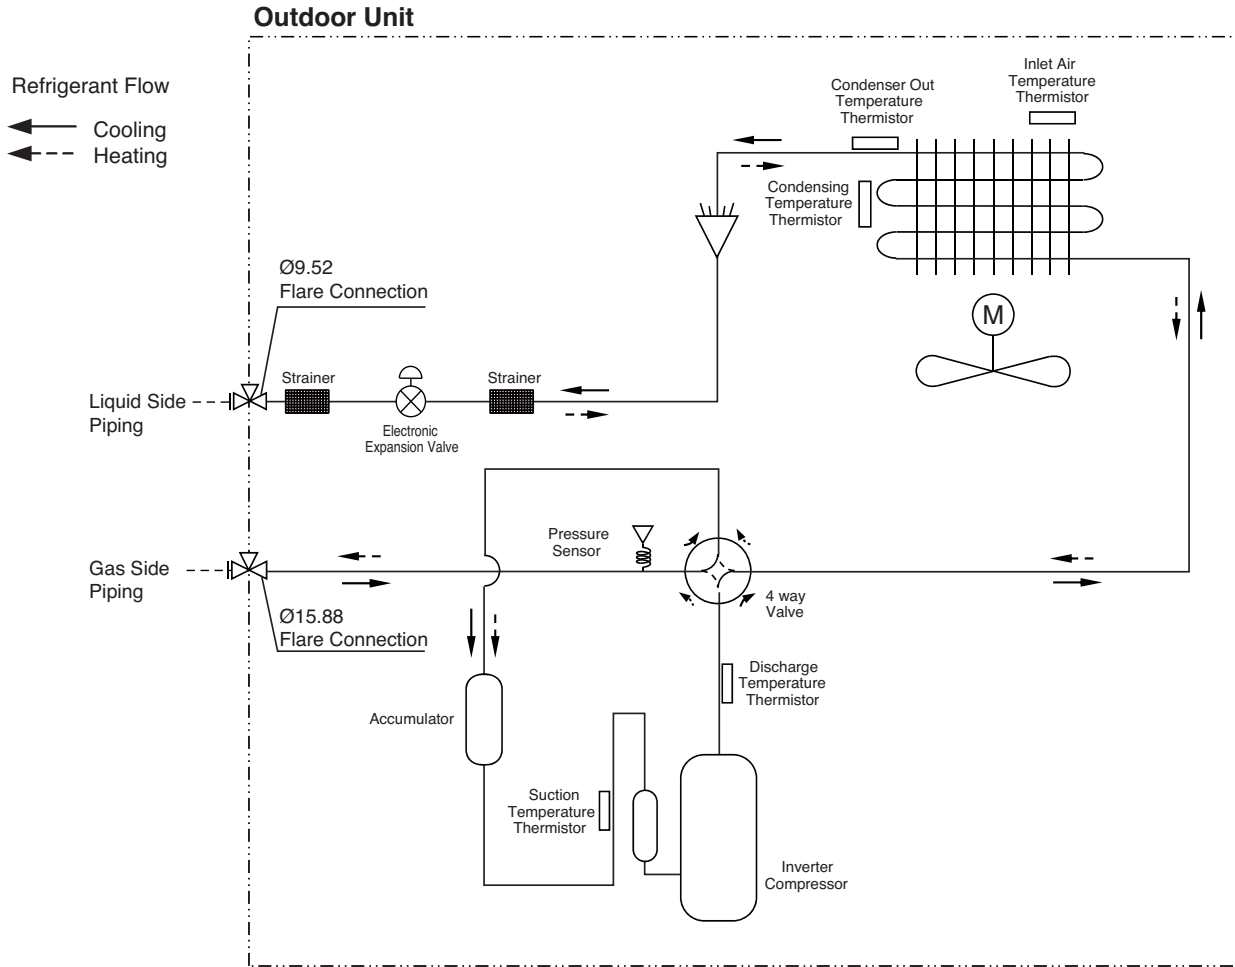 Outdoor Unit
Refrigerant Flow
Cooling
Heating
Inlet Air
Temperature
Thermistor
Condenser Out
Temperature
Thermistor
Condensing
Temperature
Thermistor
Ø9.52
Flare Connection
M
Strainer
Strainer
Liquid Side
Piping
Electronic
Expansion Valve
Pressure
Sensor
Gas Side
Piping
4 way
Valve
Ø15.88
Flare Connection
Discharge
Temperature
Thermistor
Accumulator
Suction
Temperature
Thermistor
Inverter
Compressor